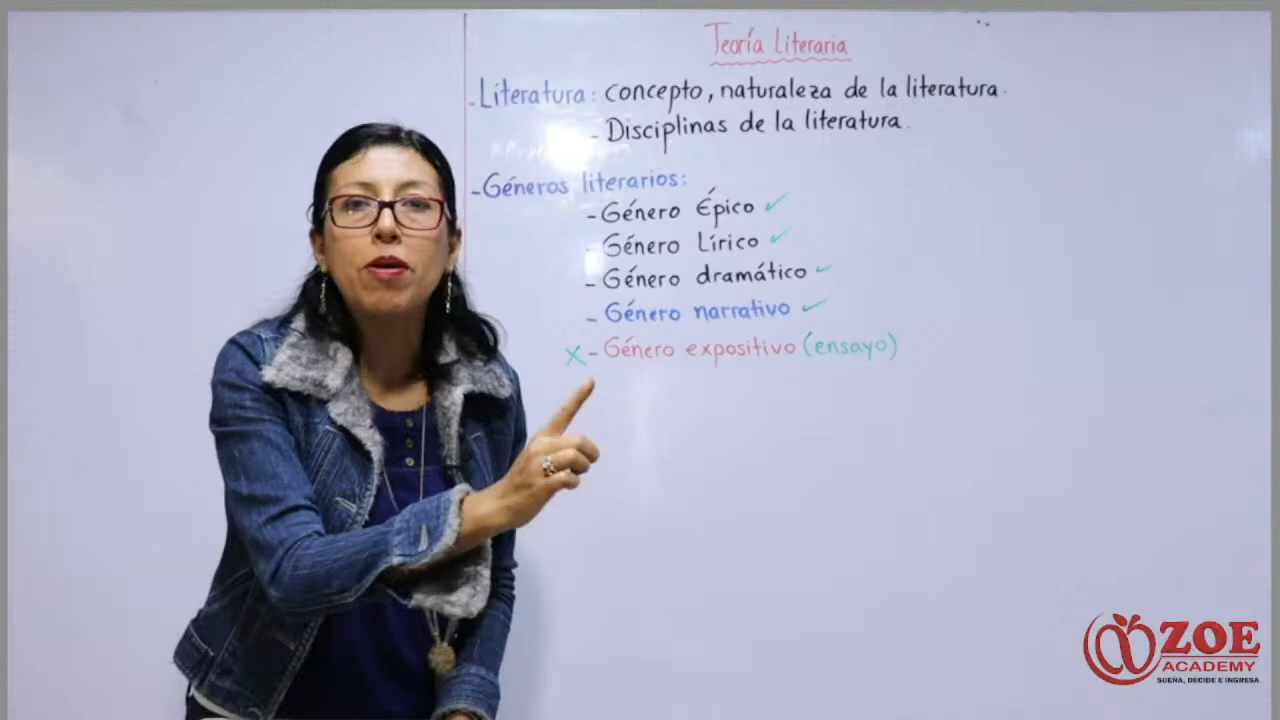 Teoría Literaria
- Literatura: concepto, naturaleza de la literatura.
- Disciplinas de la literatura.
- Géneros literarios:
- Género Épico ✓
- Género Lírico ✓
- Género dramático ✓
- Género narrativo ✓
x - Género expositivo (ensayo)
ZOE
ACADEMY
SUEÑA, DECIDE E INGRESA